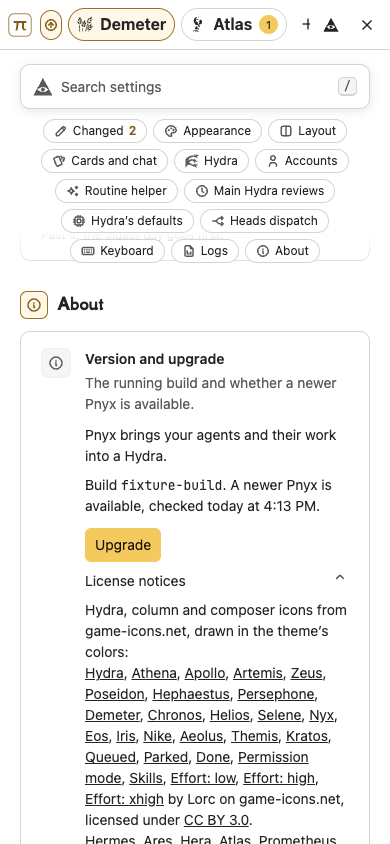 π
Demeter
Atlas 1
Search settings /
Changed 2
Appearance
Layout
Cards and chat
Hydra
Accounts
Routine helper
Main Hydra reviews
Hydra's defaults
Heads dispatch
Keyboard
Logs
About
About
Version and upgrade
The running build and whether a newer
Pnyx is available.
Pnyx brings your agents and their work
into a Hydra.
Build fixture-build. A newer Pnyx is
available, checked today at 4:13 PM.
Upgrade
License notices
Hydra, column and composer icons from
game-icons.net, drawn in the theme's
colors:
Hydra, Athena, Apollo, Artemis, Zeus,
Poseidon, Hephaestus, Persephone,
Demeter, Chronos, Helios, Selene, Nyx,
Eos, Iris, Nike, Aeolus, Themis, Kratos,
Queued, Parked, Done, Permission
mode, Skills, Effort: low, Effort: high,
Effort: xhigh by Lorc on game-icons.net,
licensed under CC BY 3.0.
Hermes, Ares, Hera, Atlas, Prometheus,